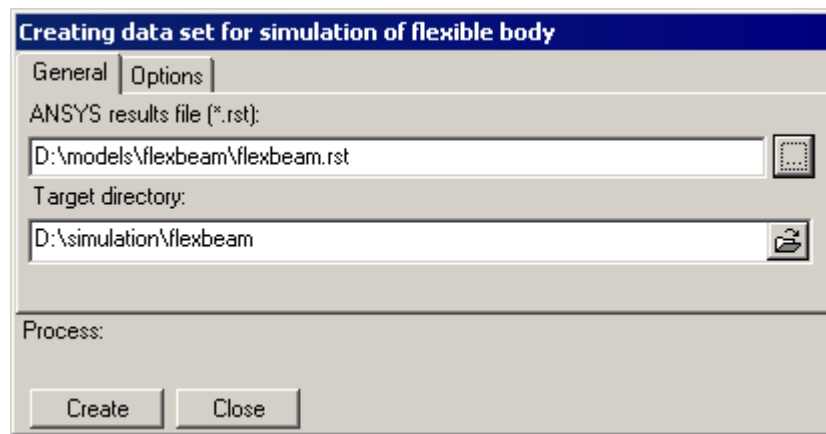 Creating data set for simulation of flexible body
General Options
ANSYS results file (*.rst):
D:\models\flexbeam\flexbeam.rst
...
Target directory:
D:\simulation\flexbeam
Process:
Create Close